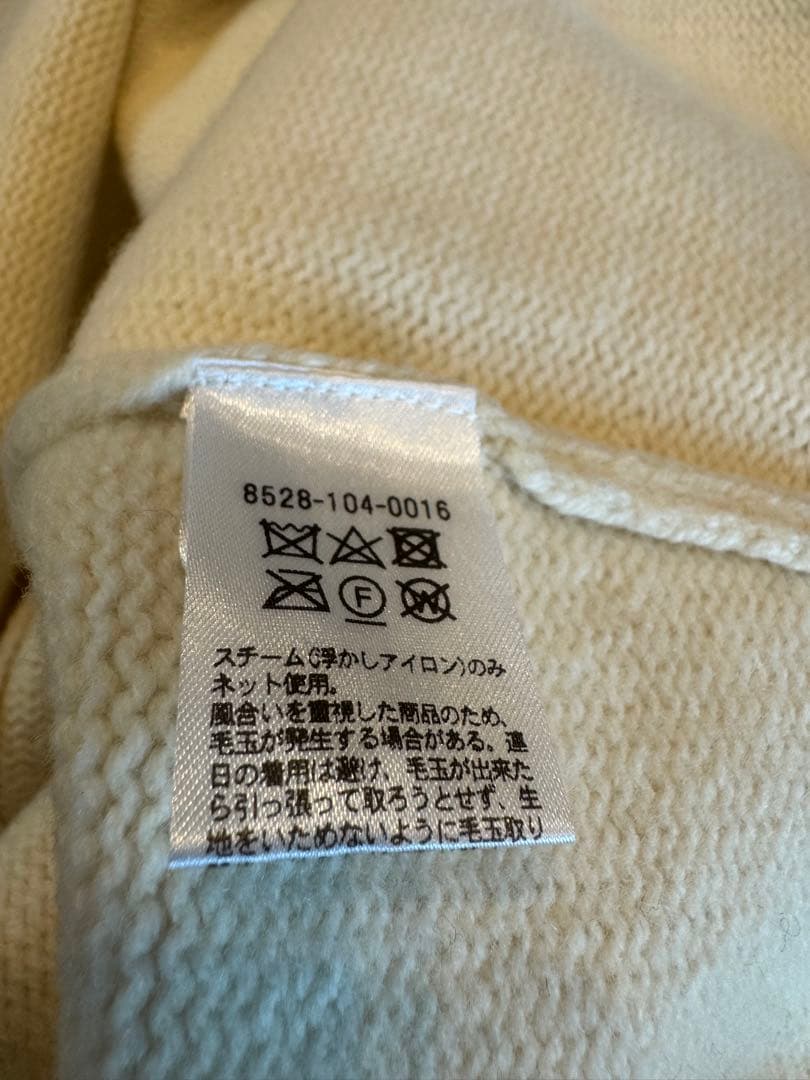 8528-104-0016
F
W
スチーム(浮かしアイロン)のみ
ネット使用。
風合いを重視した商品のため、
毛玉が発生する場合がある。連
日の着用は避け、毛玉が出来た
ら引っ張って取ろうとせず、生
地をいためないように毛玉取り